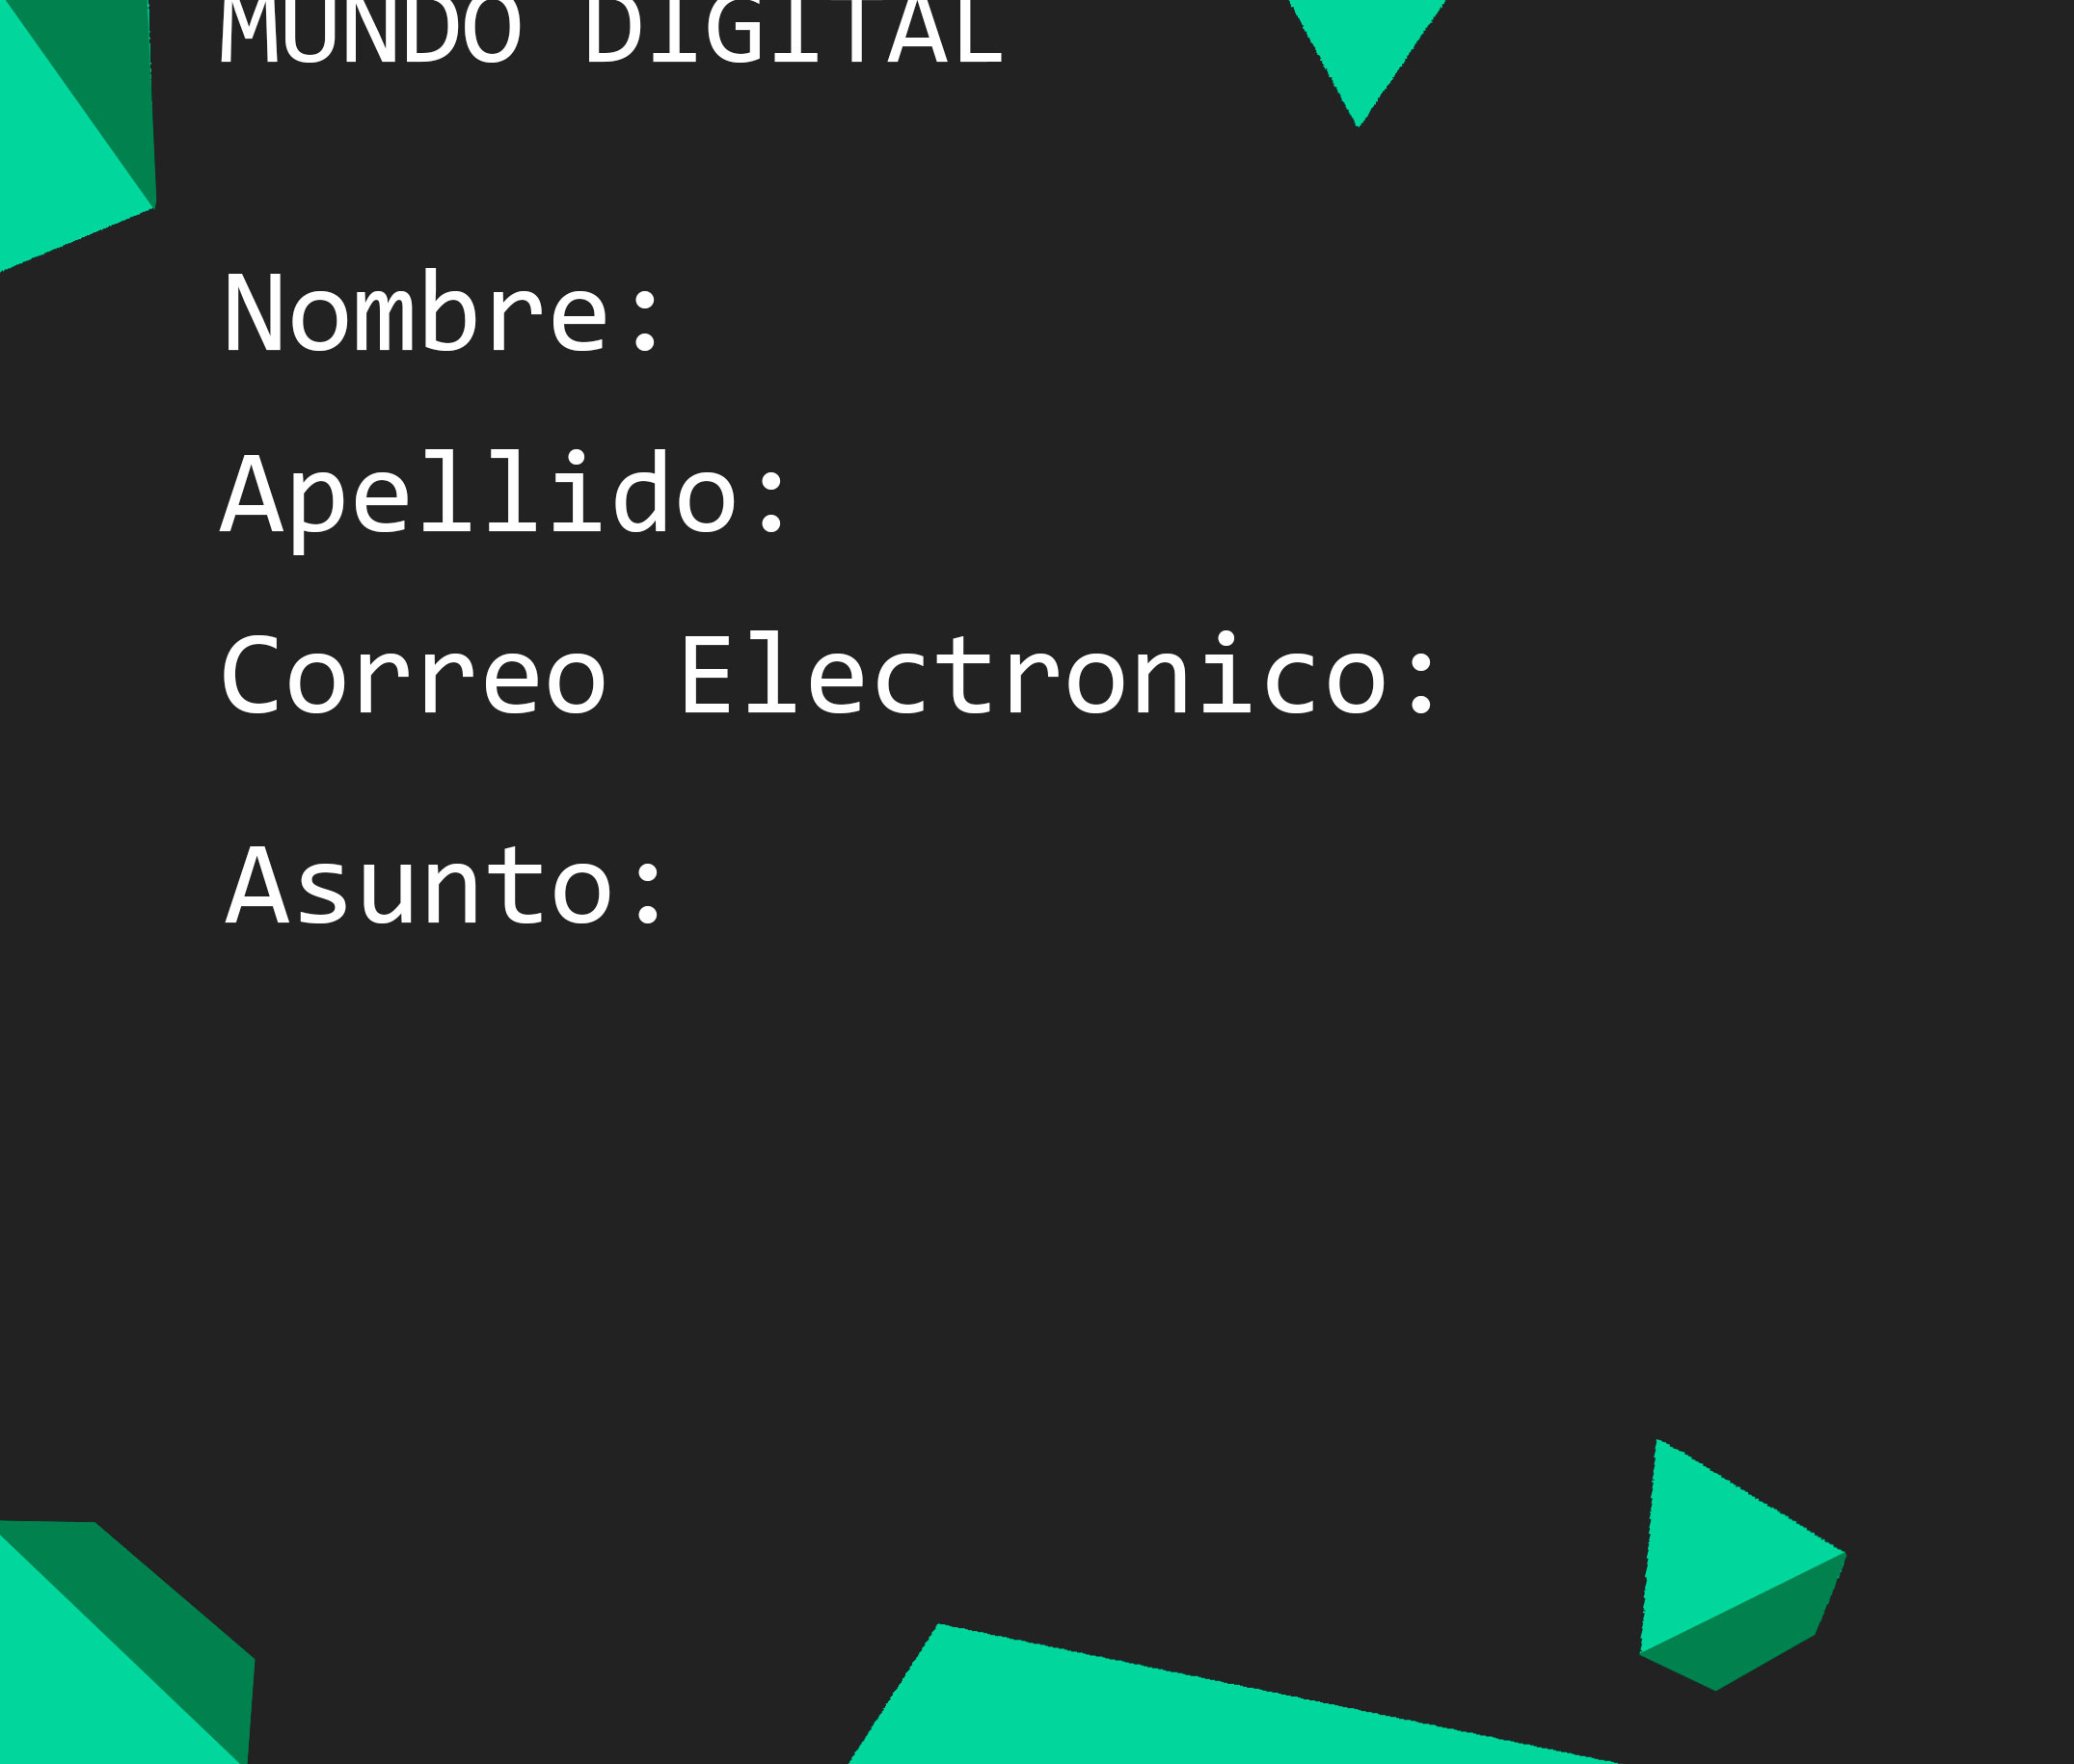 MUNDO DIGITAL
Nombre:
Apellido:
Correo Electronico:
Asunto: